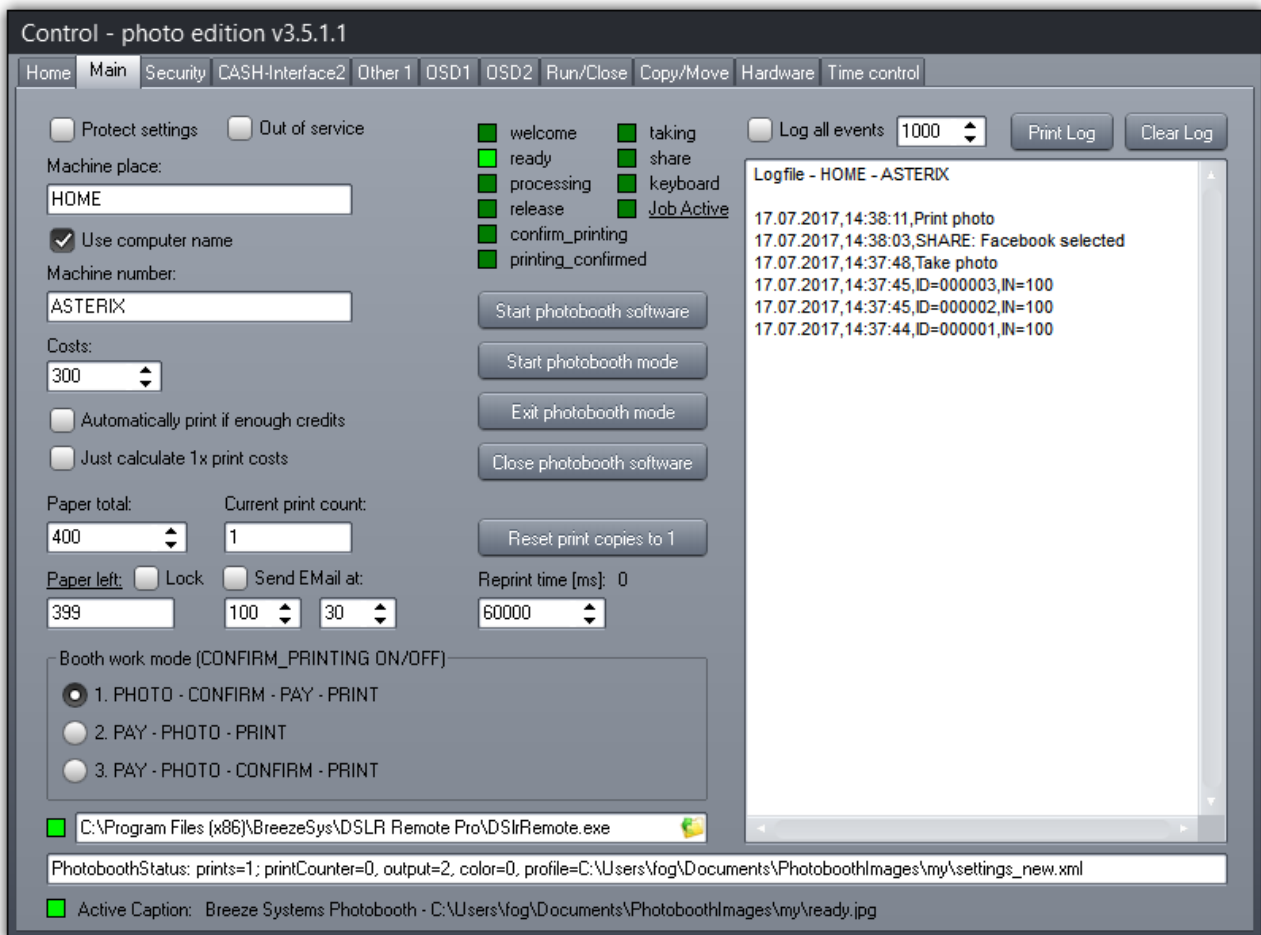 Control - photo edition v3.5.1.1
Home Main Security CASH-Interface2 Other 1 OSD1 OSD2 Run/Close Copy/Move Hardware Time control
Protect settings Out of service
Machine place:
HOME
Use computer name
Machine number:
ASTERIX
Costs:
300
Automatically print if enough credits
Just calculate 1x print costs
Paper total: Current print count:
400 1
Paper left: Lock Send EMail at:
399 100 30
welcome taking
ready share
processing keyboard
release Job Active
confirm_printing
printing_confirmed
Start photobooth software
Start photobooth mode
Exit photobooth mode
Close photobooth software
Reset print copies to 1
Reprint time [ms]: 0
60000
Log all events 1000 Print Log Clear Log
Logfile - HOME - ASTERIX
17.07.2017,14:38:11,Print photo
17.07.2017,14:38:03,SHARE: Facebook selected
17.07.2017,14:37:48,Take photo
17.07.2017,14:37:45,ID=000003,IN=100
17.07.2017,14:37:45,ID=000002,IN=100
17.07.2017,14:37:44,ID=000001,IN=100
Booth work mode (CONFIRM_PRINTING ON/OFF)
1. PHOTO - CONFIRM - PAY - PRINT
2. PAY - PHOTO - PRINT
3. PAY - PHOTO - CONFIRM - PRINT
C:\Program Files (x86)\BreezeSys\DSLR Remote Pro\DSlrRemote.exe
PhotoboothStatus: prints=1; printCounter=0, output=2, color=0, profile=C:\Users\fog\Documents\PhotoboothImages\my\settings_new.xml
Active Caption: Breeze Systems Photobooth - C:\Users\fog\Documents\PhotoboothImages\my\ready.jpg